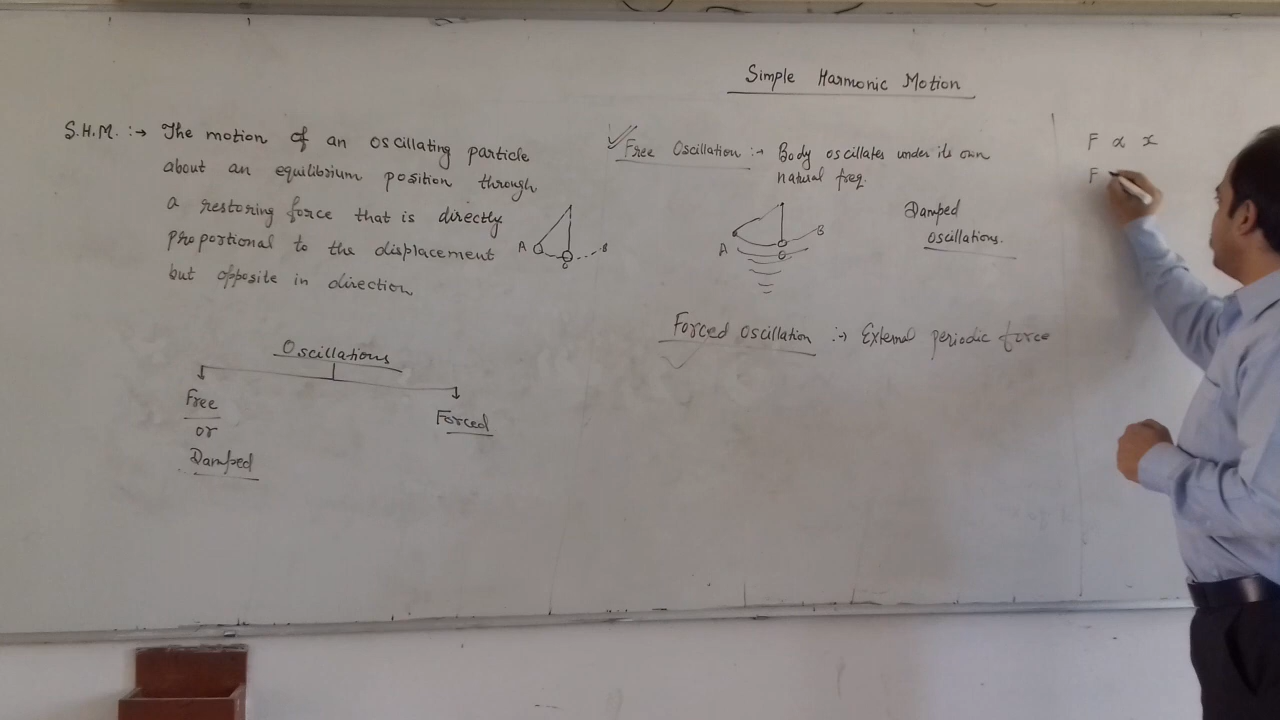 Simple Harmonic Motion
S.H.M. :→ The motion of an oscillating particle
about an equilibrium position through
a restoring force that is directly
proportional to the displacement
but opposite in direction
A O B
Oscillations
Free
or
Damped
Forced
Free Oscillation :→ Body oscillates under its own
natural freq.
A O B
Damped
oscillations.
Forced oscillation :→ External periodic force
F ∝ x
F